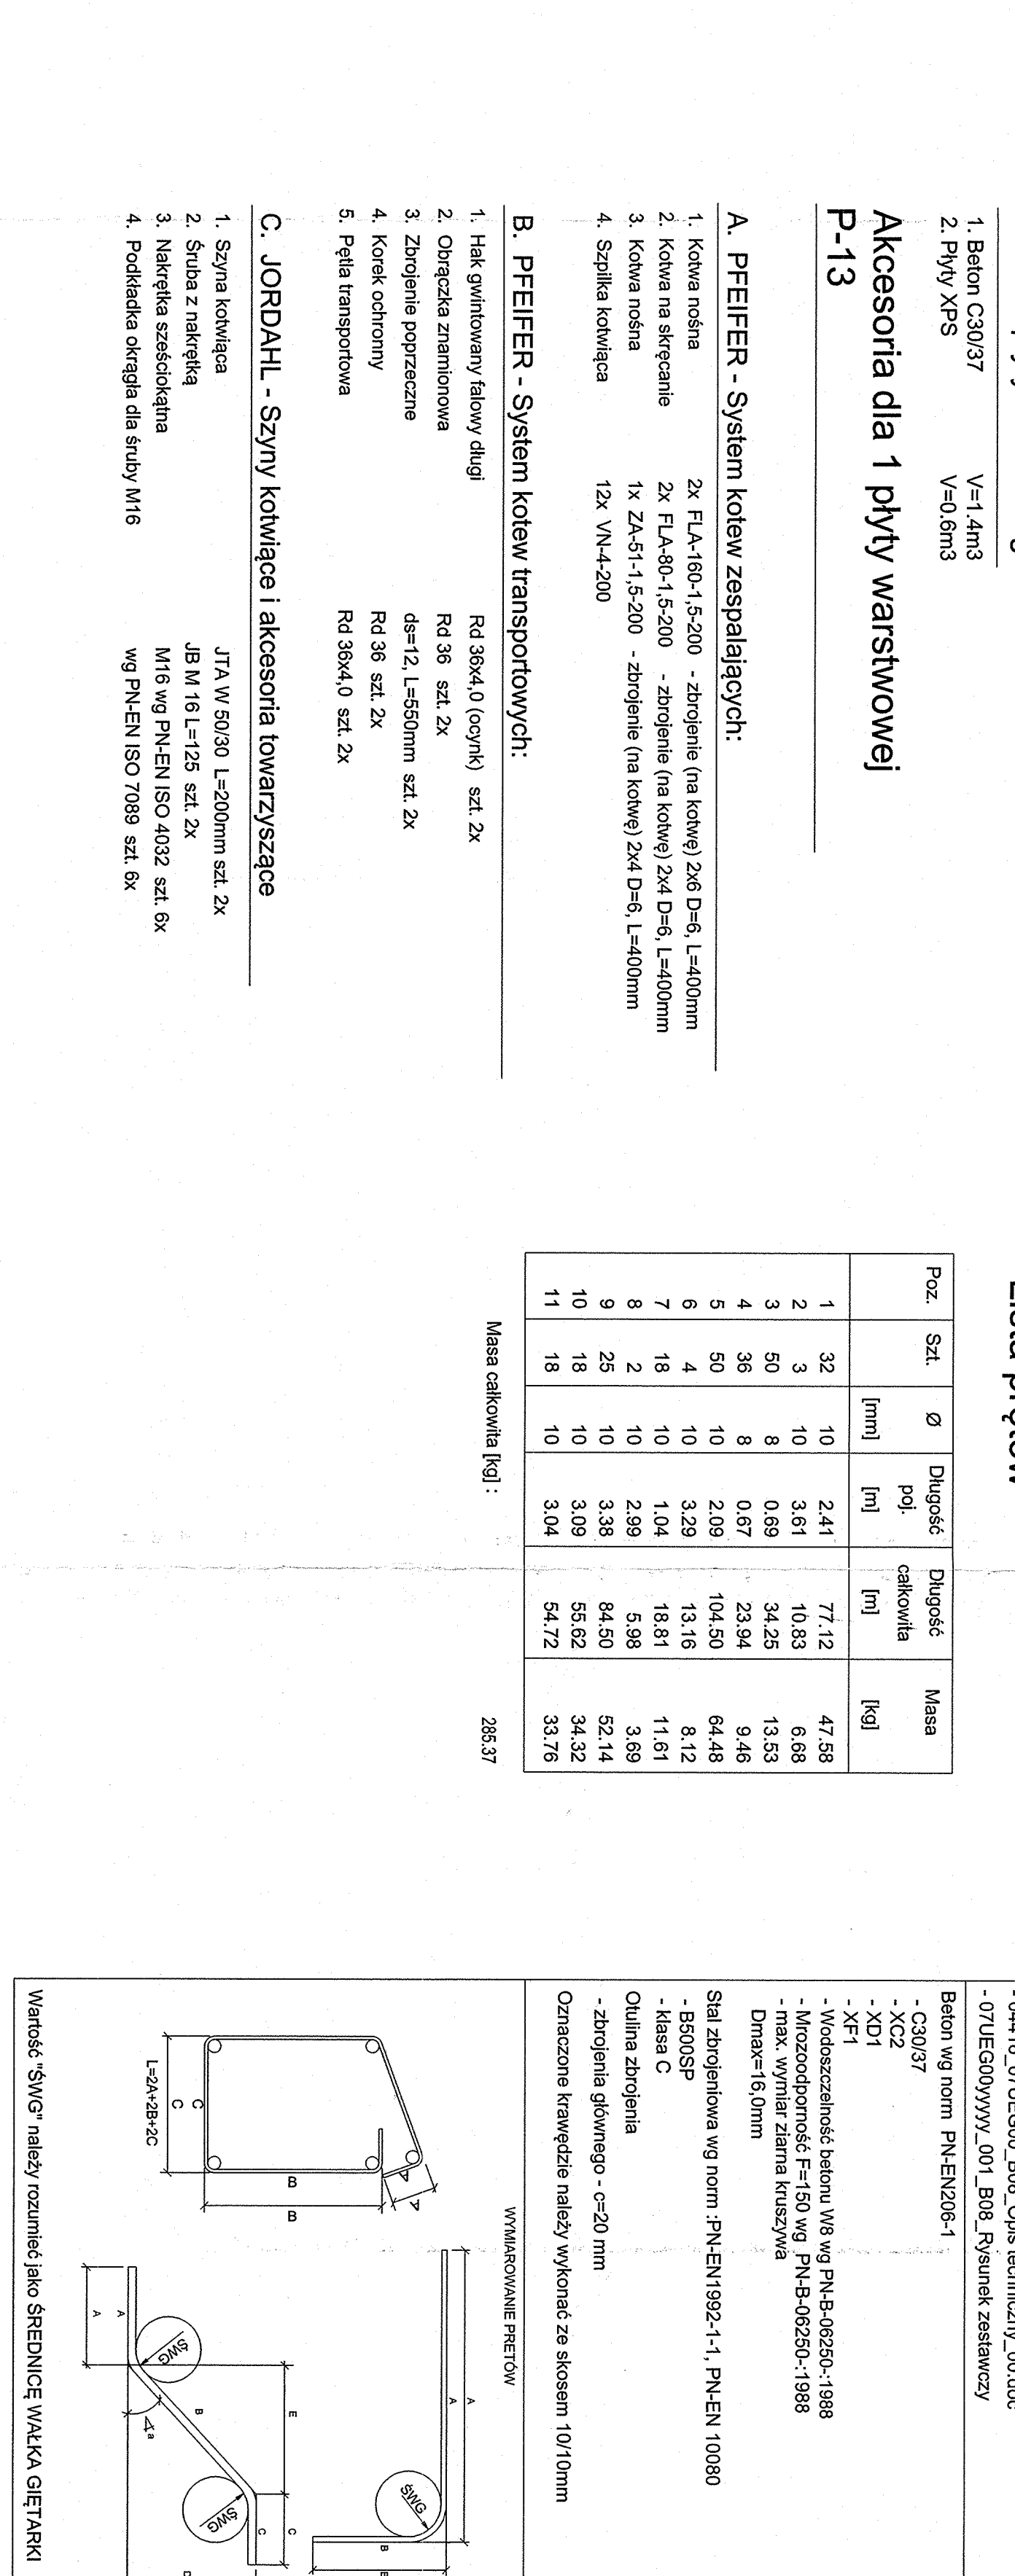 1. Beton C30/37 V=1.4m3
2. Płyty XPS V=0.6m3
Akcesoria dla 1 płyty warstwowej
P-13
A. PFEIFER - System kotew zespalających:
1. Kotwa nośna 2x FLA-160-1,5-200 - zbrojenie (na kotwę) 2x6 D=6, L=400mm
2. Kotwa na skręcanie 2x FLA-80-1,5-200 - zbrojenie (na kotwę) 2x4 D=6, L=400mm
3. Kotwa nośna 1x ZA-51-1,5-200 - zbrojenie (na kotwę) 2x4 D=6, L=400mm
4. Szpilka kotwiąca 12x VN-4-200
B. PFEIFER - System kotew transportowych:
1. Hak gwintowany falowy długi Rd 36x4,0 (ocynk) szt. 2x
2. Obrączka znamionowa Rd 36 szt. 2x
3. Zbrojenie poprzeczne ds=12, L=550mm szt. 2x
4. Korek ochronny Rd 36 szt. 2x
5. Pętla transportowa Rd 36x4,0 szt. 2x
C. JORDAHL - Szyny kotwiące i akcesoria towarzyszące
1. Szyna kotwiąca JTA W 50/30 L=200mm szt. 2x
2. Śruba z nakrętką JB M 16 L=125 szt. 2x
3. Nakrętka sześciokątna M16 wg PN-EN ISO 4032 szt. 6x
4. Podkładka okrągła dla śruby M16 wg PN-EN ISO 7089 szt. 6x
Poz. Szt. Ø Długość Długość Masa
poj. całkowita
[mm] [m] [m] [kg]
1 32 10 2.41 77.12 47.58
2 3 10 3.61 10.83 6.68
3 50 8 0.69 34.25 13.53
4 36 8 0.67 23.94 9.46
5 50 10 2.09 104.50 64.48
6 4 10 3.29 13.16 8.12
7 18 10 1.04 18.81 11.61
8 2 10 2.99 5.98 3.69
9 25 10 3.38 84.50 52.14
10 18 10 3.09 55.62 34.32
11 18 10 3.04 54.72 33.76
Masa całkowita [kg] : 285.37
- 07UEG00yyyyy_001_B08_Rysunek zestawczy
Beton wg norm PN-EN206-1
- C30/37
- XC2
- XD1
- XF1
- Wodoszczelność betonu W8 wg PN-B-06250-:1988
- Mrozoodporność F=150 wg PN-B-06250-:1988
- max. wymiar ziarna kruszywa
Dmax=16,0mm
Stal zbrojeniowa wg norm :PN-EN1992-1-1, PN-EN 10080
- B500SP
- klasa C
Otulina zbrojenia
- zbrojenia głównego - c=20 mm
Oznaczone krawędzie należy wykonać ze skosem 10/10mm
WYMIAROWANIE PRETÓW
A
A
B
B
C
C
L=2A+2B+2C
A
A
ŚWG
B
A
A
ŚWG
a
B
E
ŚWG
C
C
Wartość "ŚWG" należy rozumieć jako ŚREDNICĘ WAŁKA GIĘTARKI